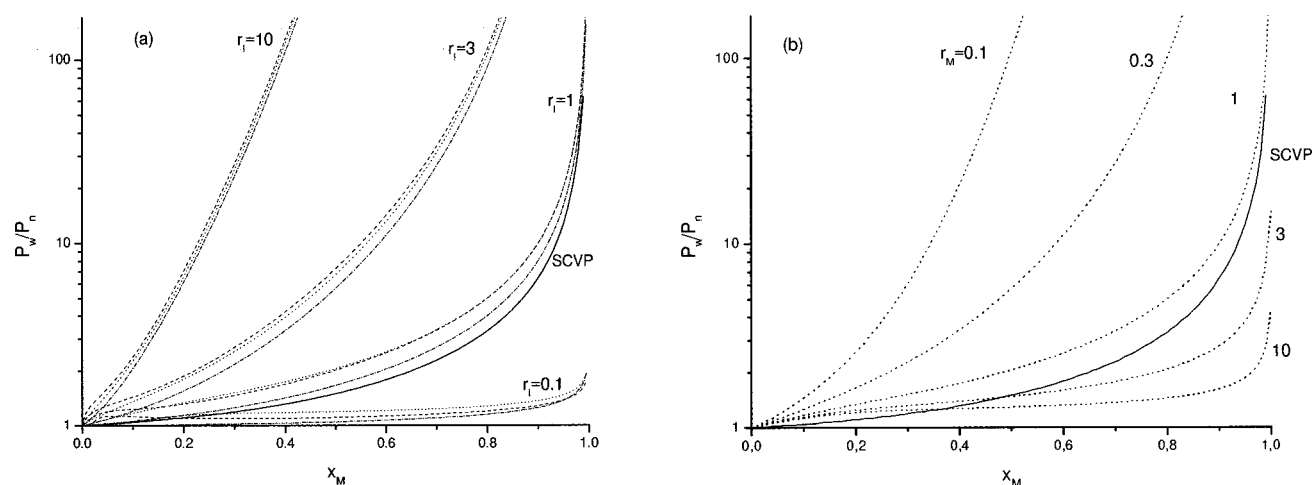 (a)
r_I=10
r_I=3
r_I=1
SCVP
r_I=0.1
100
10
1
P_w/P_n
0.0 0.2 0.4 0.6 0.8 1.0
x_M
(b)
r_M=0.1
0.3
1
SCVP
3
10
100
10
1
P_w/P_n
0,0 0,2 0,4 0,6 0,8 1,0
x_M